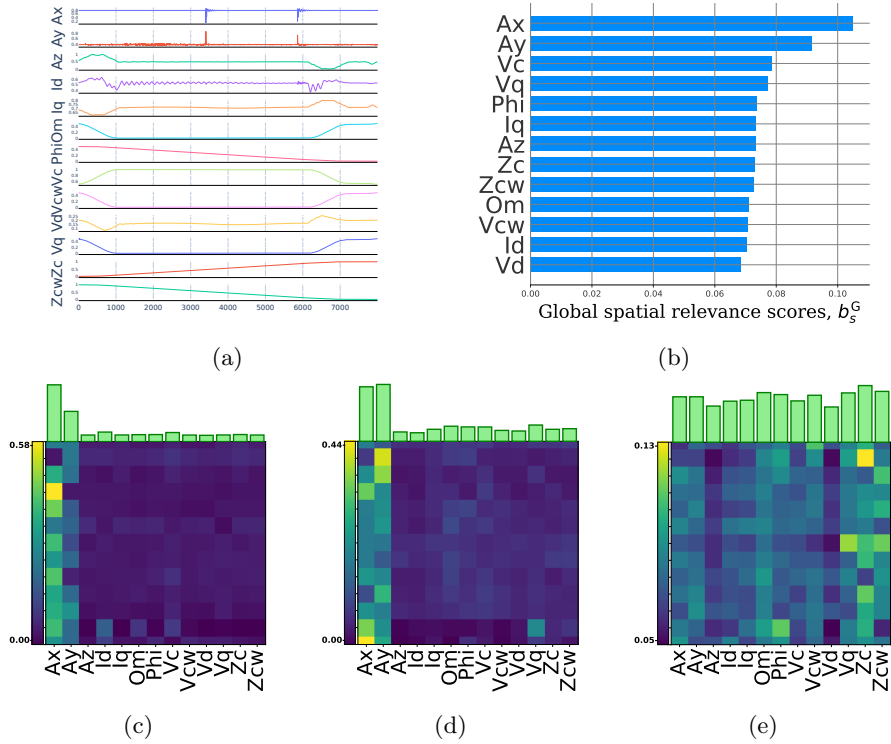 Ax
Ay
Az
Id
Iq
Om
Phi
Vc
Vcw
Vd
Vq
Zc
Zcw
0 1000 2000 3000 4000 5000 6000 7000
(a)
Ax
Ay
Vc
Vq
Phi
Iq
Az
Zc
Zcw
Om
Vcw
Id
Vd
0.00 0.02 0.04 0.06 0.08 0.10
Global spatial relevance scores, b_s^G
(b)
0.58
0.00
Ax Ay Az Id Iq Om Phi Vc Vcw Vd Vq Zc Zcw
(c)
0.44
0.00
Ax Ay Az Id Iq Om Phi Vc Vcw Vd Vq Zc Zcw
(d)
0.13
0.05
Ax Ay Az Id Iq Om Phi Vc Vcw Vd Vq Zc Zcw
(e)